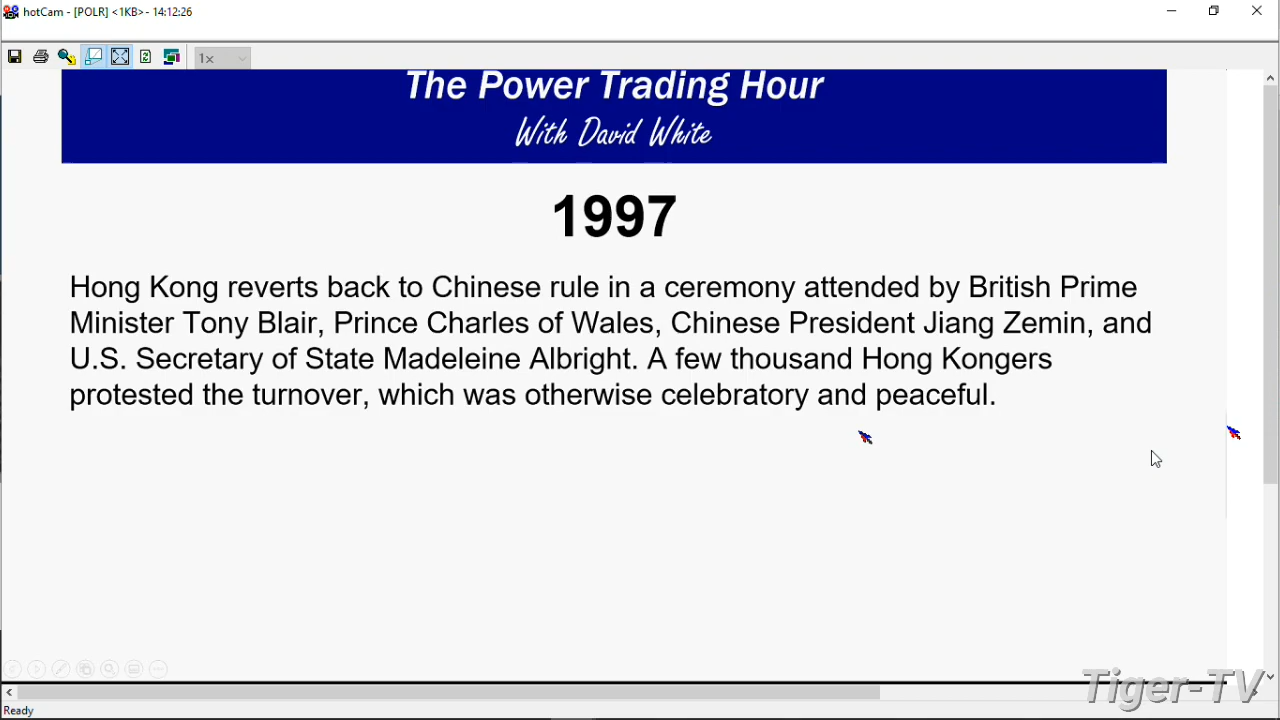 hotCam - [POLR] <1KB> - 14:12:26
1x
The Power Trading Hour
With David White
1997
Hong Kong reverts back to Chinese rule in a ceremony attended by British Prime
Minister Tony Blair, Prince Charles of Wales, Chinese President Jiang Zemin, and
U.S. Secretary of State Madeleine Albright. A few thousand Hong Kongers
protested the turnover, which was otherwise celebratory and peaceful.
Tiger-TV
Ready